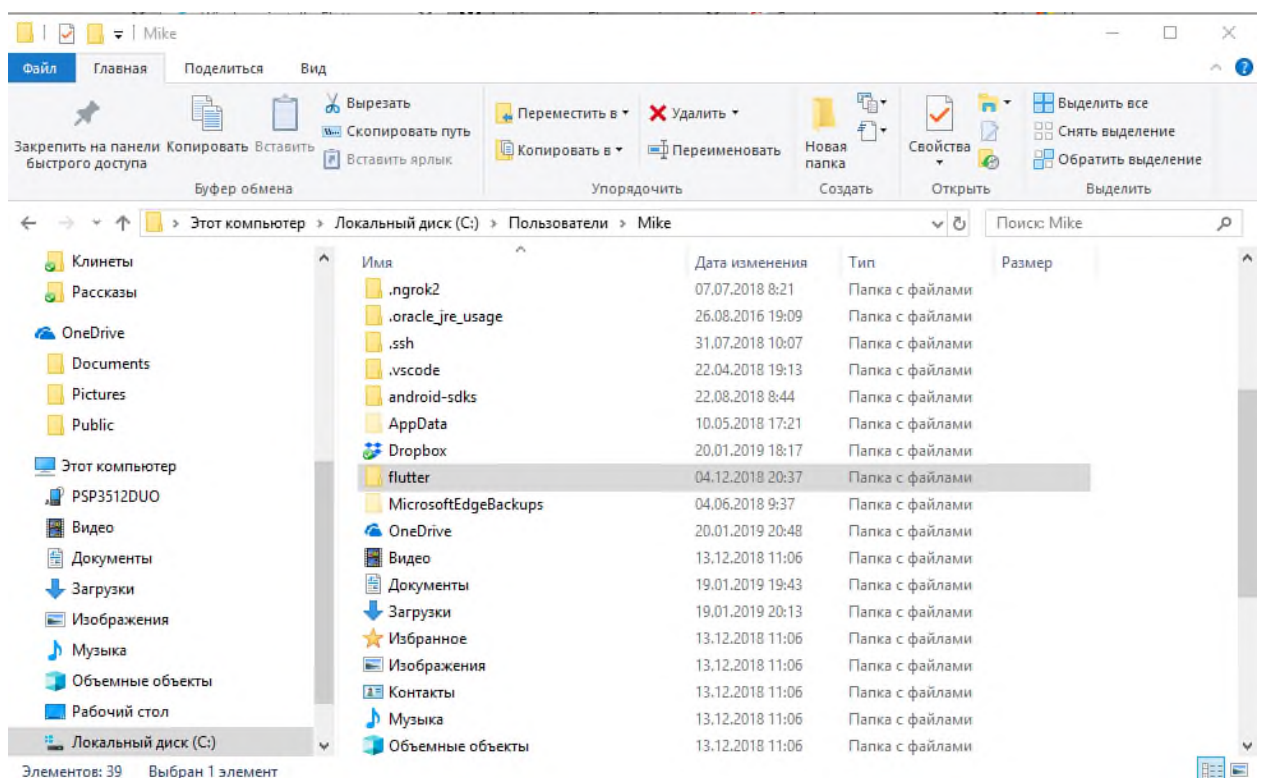 Mike
Файл Главная Поделиться Вид
Закрепить на панели быстрого доступа
Копировать
Вставить
Вырезать
Скопировать путь
Вставить ярлык
Буфер обмена
Переместить в
Копировать в
Удалить
Переименовать
Упорядочить
Новая папка
Создать
Свойства
Открыть
Выделить все
Снять выделение
Обратить выделение
Выделить
Этот компьютер > Локальный диск (C:) > Пользователи > Mike
Поиск: Mike
Клинеты
Рассказы
OneDrive
Documents
Pictures
Public
Этот компьютер
PSP3512DUO
Видео
Документы
Загрузки
Изображения
Музыка
Объемные объекты
Рабочий стол
Локальный диск (C:)
Имя Дата изменения Тип Размер
.ngrok2 07.07.2018 8:21 Папка с файлами
.oracle_jre_usage 26.08.2016 19:09 Папка с файлами
.ssh 31.07.2018 10:07 Папка с файлами
.vscode 22.04.2018 19:13 Папка с файлами
android-sdks 22.08.2018 8:44 Папка с файлами
AppData 10.05.2018 17:21 Папка с файлами
Dropbox 20.01.2019 18:17 Папка с файлами
flutter 04.12.2018 20:37 Папка с файлами
MicrosoftEdgeBackups 04.06.2018 9:37 Папка с файлами
OneDrive 20.01.2019 20:48 Папка с файлами
Видео 13.12.2018 11:06 Папка с файлами
Документы 19.01.2019 19:43 Папка с файлами
Загрузки 19.01.2019 20:13 Папка с файлами
Избранное 13.12.2018 11:06 Папка с файлами
Изображения 13.12.2018 11:06 Папка с файлами
Контакты 13.12.2018 11:06 Папка с файлами
Музыка 13.12.2018 11:06 Папка с файлами
Объемные объекты 13.12.2018 11:06 Папка с файлами
Элементов: 39 Выбран 1 элемент